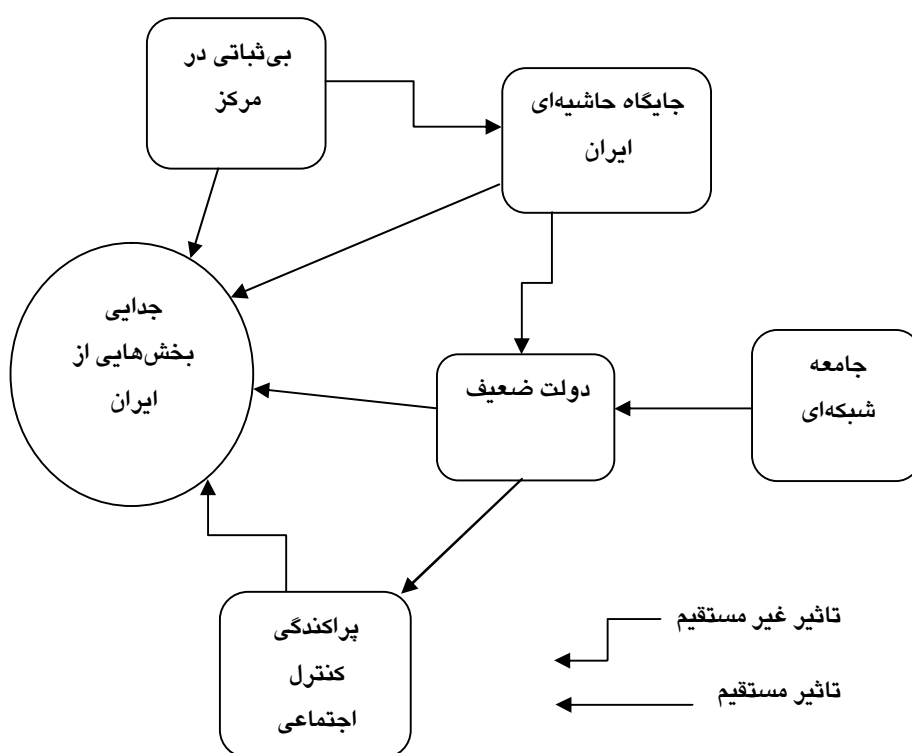 بی‌ثباتی در
مرکز
جایگاه حاشیه‌ای
ایران
جدایی
بخش‌هایی از
ایران
دولت ضعیف
جامعه
شبکه‌ای
پراکندگی
کنترل
اجتماعی
تاثیر غیر مستقیم
تاثیر مستقیم